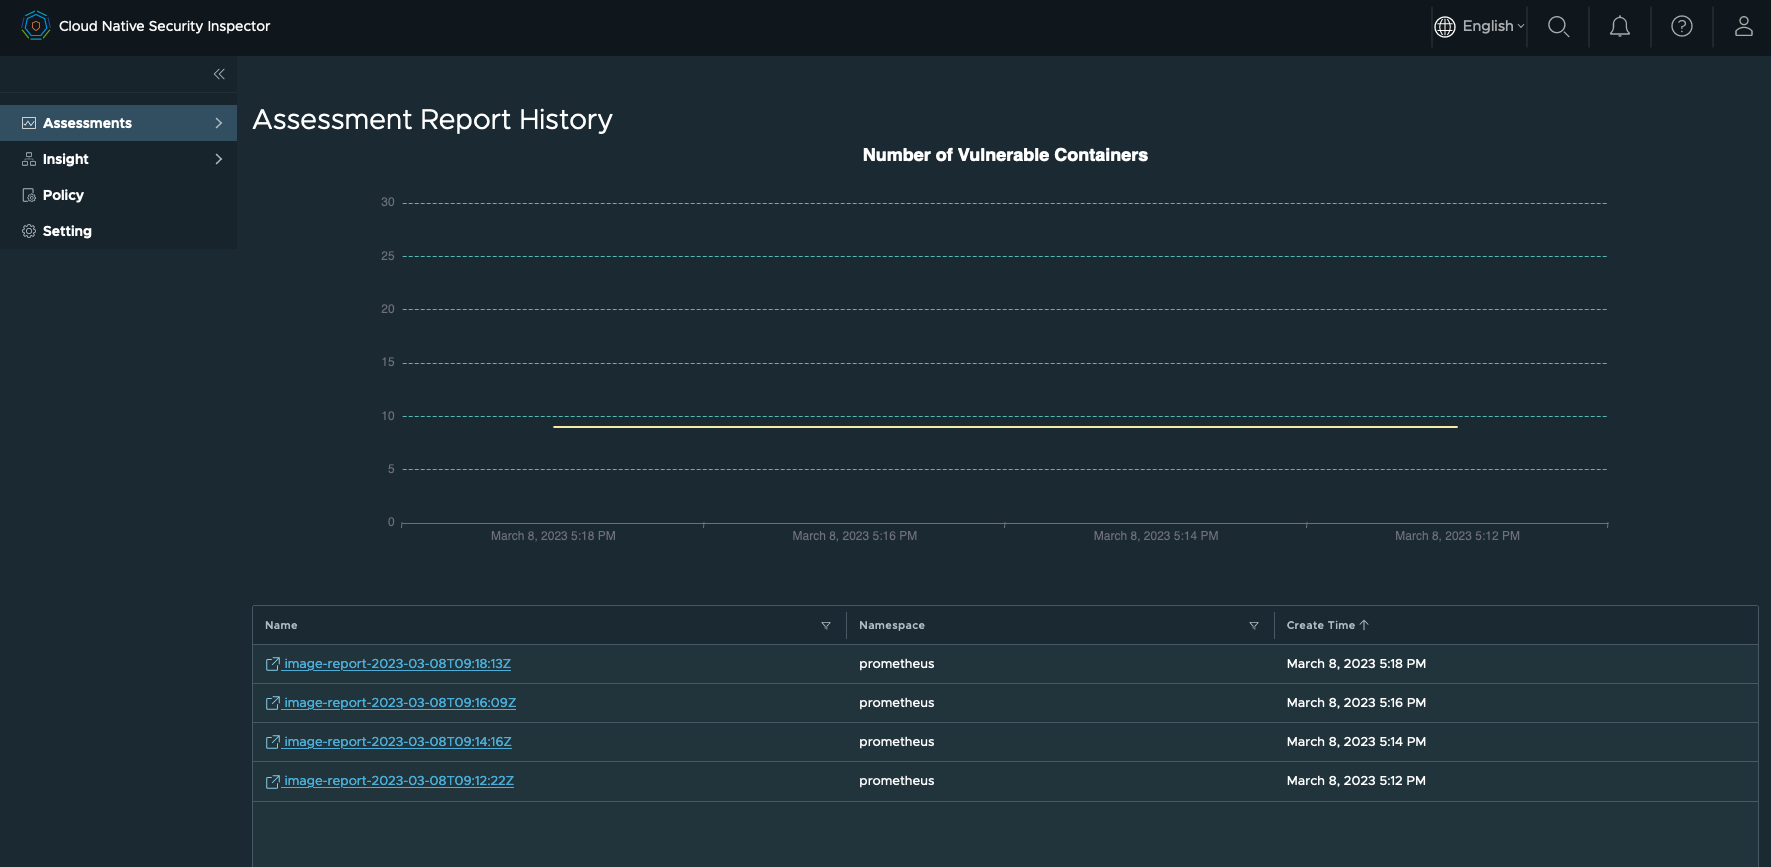 Cloud Native Security Inspector
English
Assessments
Insight
Policy
Setting
Assessment Report History
Number of Vulnerable Containers
30
25
20
15
10
5
0
March 8, 2023 5:18 PM March 8, 2023 5:16 PM March 8, 2023 5:14 PM March 8, 2023 5:12 PM
Name Namespace Create Time
image-report-2023-03-08T09:18:13Z prometheus March 8, 2023 5:18 PM
image-report-2023-03-08T09:16:09Z prometheus March 8, 2023 5:16 PM
image-report-2023-03-08T09:14:16Z prometheus March 8, 2023 5:14 PM
image-report-2023-03-08T09:12:22Z prometheus March 8, 2023 5:12 PM